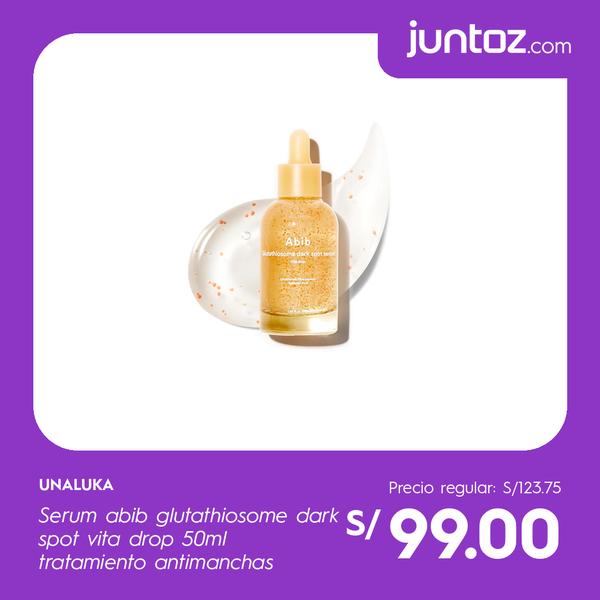 juntoz.com
Abib
Glutathiosome dark spot serum
UNALUKA
Precio regular: S/123.75
Serum abib glutathiosome dark
spot vita drop 50ml
tratamiento antimanchas
S/99.00